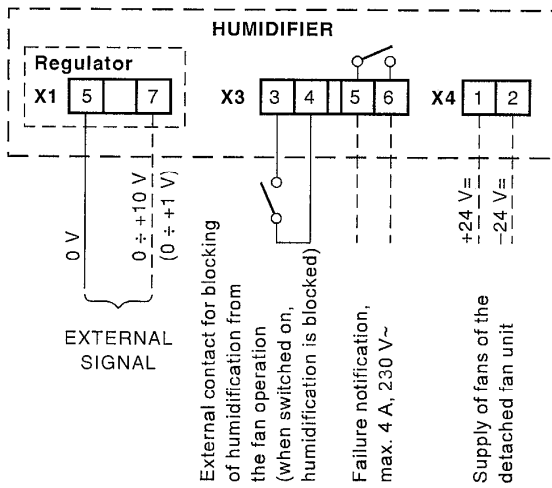 HUMIDIFIER
Regulator
X1 5 7
X3 3 4 5 6
X4 1 2
0 V
0 ÷ +10 V
(0 ÷ +1 V)
EXTERNAL
SIGNAL
External contact for blocking
of humidification from
the fan operation
(when switched on,
humidification is blocked)
Failure notification,
max. 4 A, 230 V~
+24 V=
−24 V=
Supply of fans of the
detached fan unit